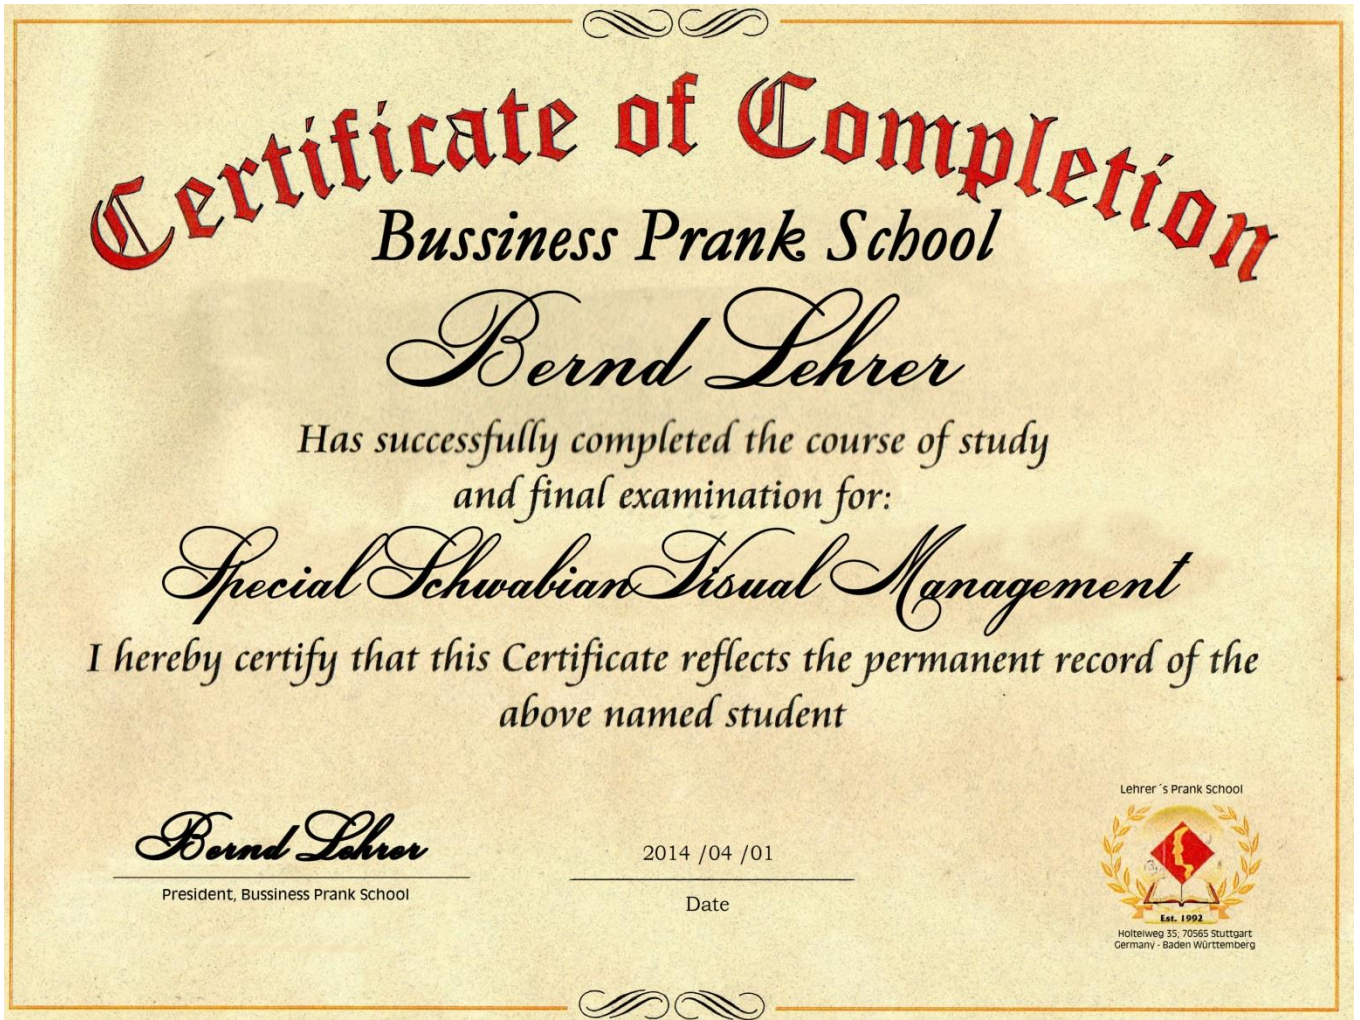 Certificate of Completion
Bussiness Prank School
Bernd Lehrer
Has successfully completed the course of study
and final examination for:
Special Schwabian Visual Management
I hereby certify that this Certificate reflects the permanent record of the
above named student
Bernd Lehrer
President, Bussiness Prank School
2014 /04 /01
Date
Lehrer ´s Prank School
Est. 1992
Holteiweg 35; 70565 Stuttgart
Germany - Baden Württemberg